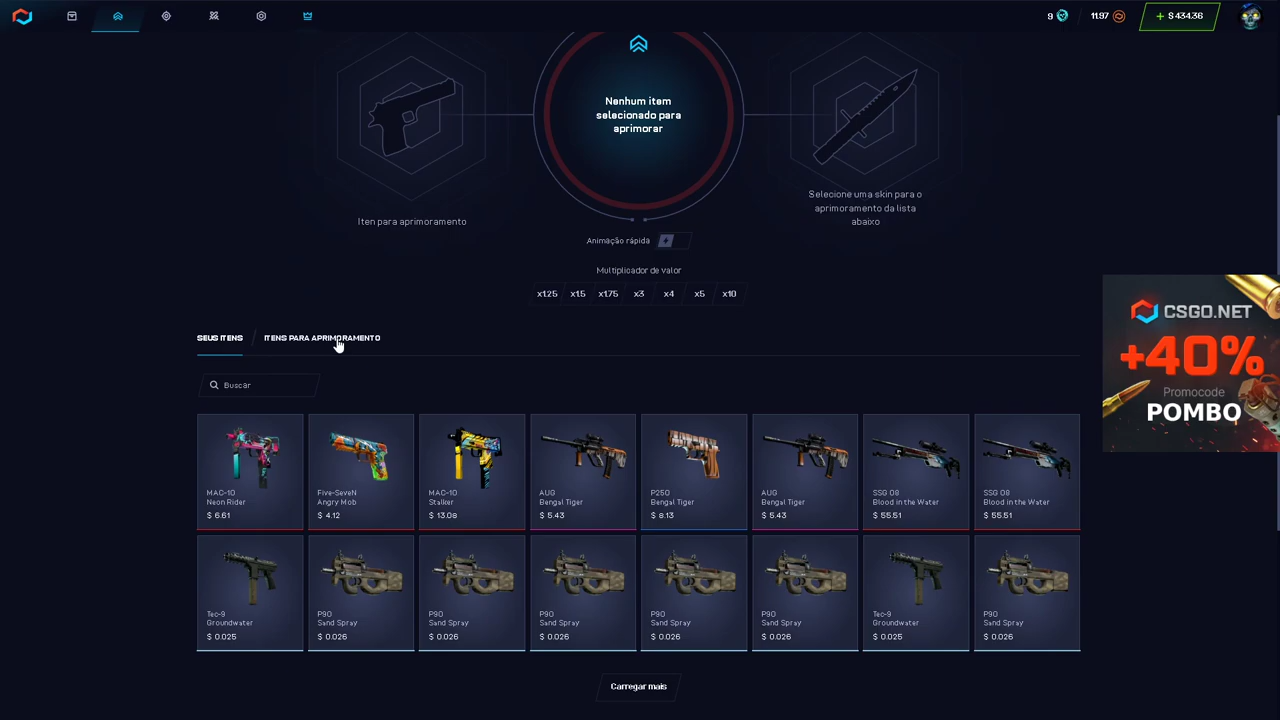 9
11.97
+ $ 434.36
Nenhum item
selecionado para
aprimorar
Iten para aprimoramento
Selecione uma skin para o
aprimoramento da lista
abaixo
Animação rápida
Multiplicador de valor
x1.25 x1.5 x1.75 x3 x4 x5 x10
SEUS ITENS / ITENS PARA APRIMORAMENTO
Buscar
MAC-10
Neon Rider
$ 6.61
Five-SeveN
Angry Mob
$ 4.12
MAC-10
Stalker
$ 13.08
AUG
Bengal Tiger
$ 5.43
P250
Bengal Tiger
$ 8.13
AUG
Bengal Tiger
$ 5.43
SSG 08
Blood in the Water
$ 55.51
SSG 08
Blood in the Water
$ 55.51
Tec-9
Groundwater
$ 0.025
P90
Sand Spray
$ 0.026
P90
Sand Spray
$ 0.026
P90
Sand Spray
$ 0.026
P90
Sand Spray
$ 0.026
P90
Sand Spray
$ 0.026
Tec-9
Groundwater
$ 0.025
P90
Sand Spray
$ 0.026
Carregar mais
CSGO.NET
+40%
Promocode
POMBO